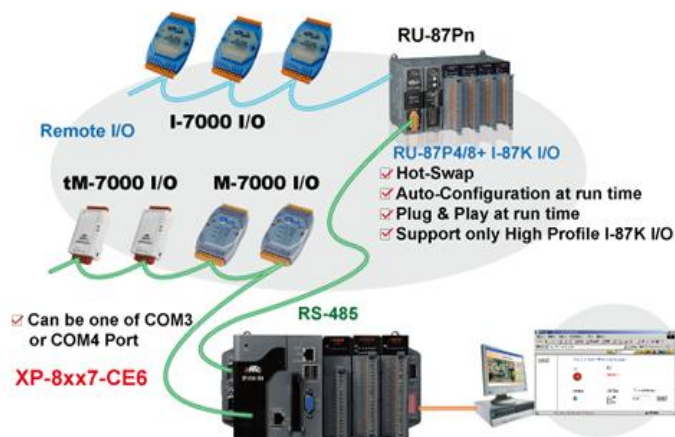 RU-87Pn
I-7000 I/O
Remote I/O
RU-87P4/8+ I-87K I/O
Hot-Swap
Auto-Configuration at run time
Plug & Play at run time
Support only High Profile I-87K I/O
tM-7000 I/O
M-7000 I/O
RS-485
Can be one of COM3
or COM4 Port
XP-8xx7-CE6